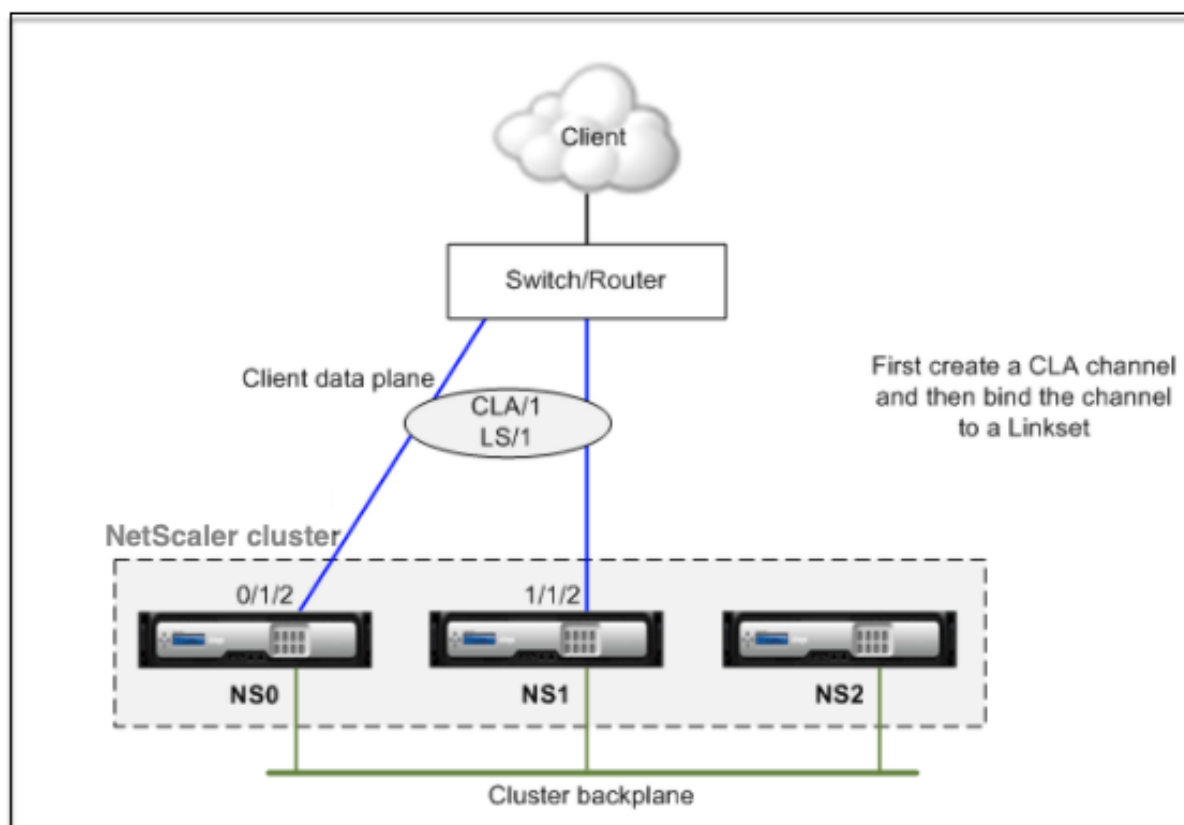 Client
Switch/Router
Client data plane
CLA/1
LS/1
First create a CLA channel
and then bind the channel
to a Linkset
NetScaler cluster
0/1/2
1/1/2
NS0
NS1
NS2
Cluster backplane